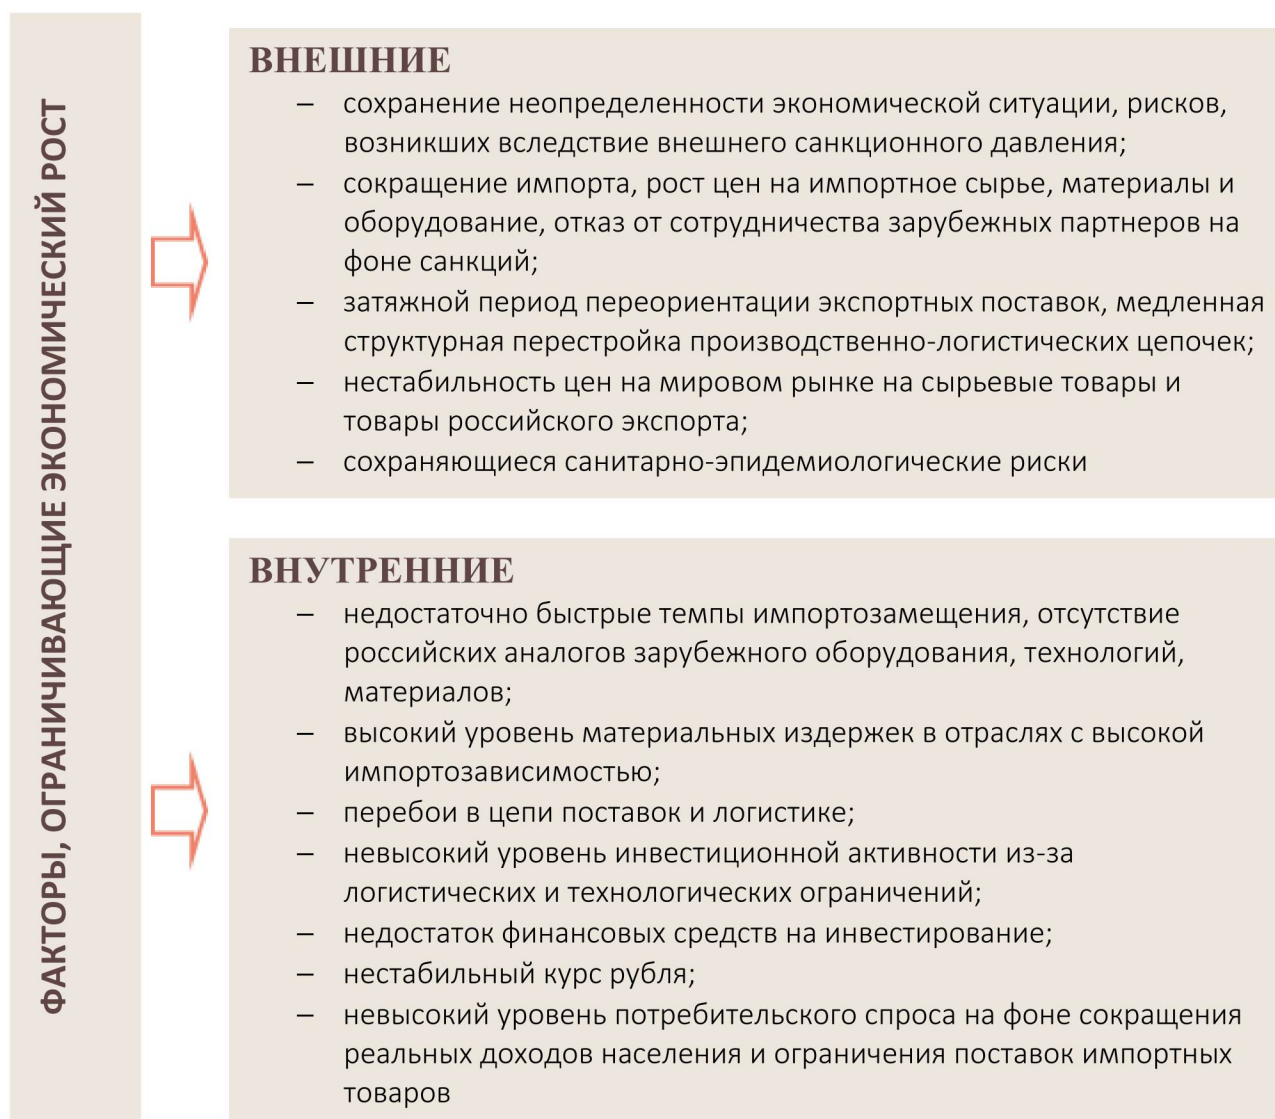 ФАКТОРЫ, ОГРАНИЧИВАЮЩИЕ ЭКОНОМИЧЕСКИЙ РОСТ
ВНЕШНИЕ
– сохранение неопределенности экономической ситуации, рисков,
возникших вследствие внешнего санкционного давления;
– сокращение импорта, рост цен на импортное сырье, материалы и
оборудование, отказ от сотрудничества зарубежных партнеров на
фоне санкций;
– затяжной период переориентации экспортных поставок, медленная
структурная перестройка производственно-логистических цепочек;
– нестабильность цен на мировом рынке на сырьевые товары и
товары российского экспорта;
– сохраняющиеся санитарно-эпидемиологические риски
ВНУТРЕННИЕ
– недостаточно быстрые темпы импортозамещения, отсутствие
российских аналогов зарубежного оборудования, технологий,
материалов;
– высокий уровень материальных издержек в отраслях с высокой
импортозависимостью;
– перебои в цепи поставок и логистике;
– невысокий уровень инвестиционной активности из-за
логистических и технологических ограничений;
– недостаток финансовых средств на инвестирование;
– нестабильный курс рубля;
– невысокий уровень потребительского спроса на фоне сокращения
реальных доходов населения и ограничения поставок импортных
товаров